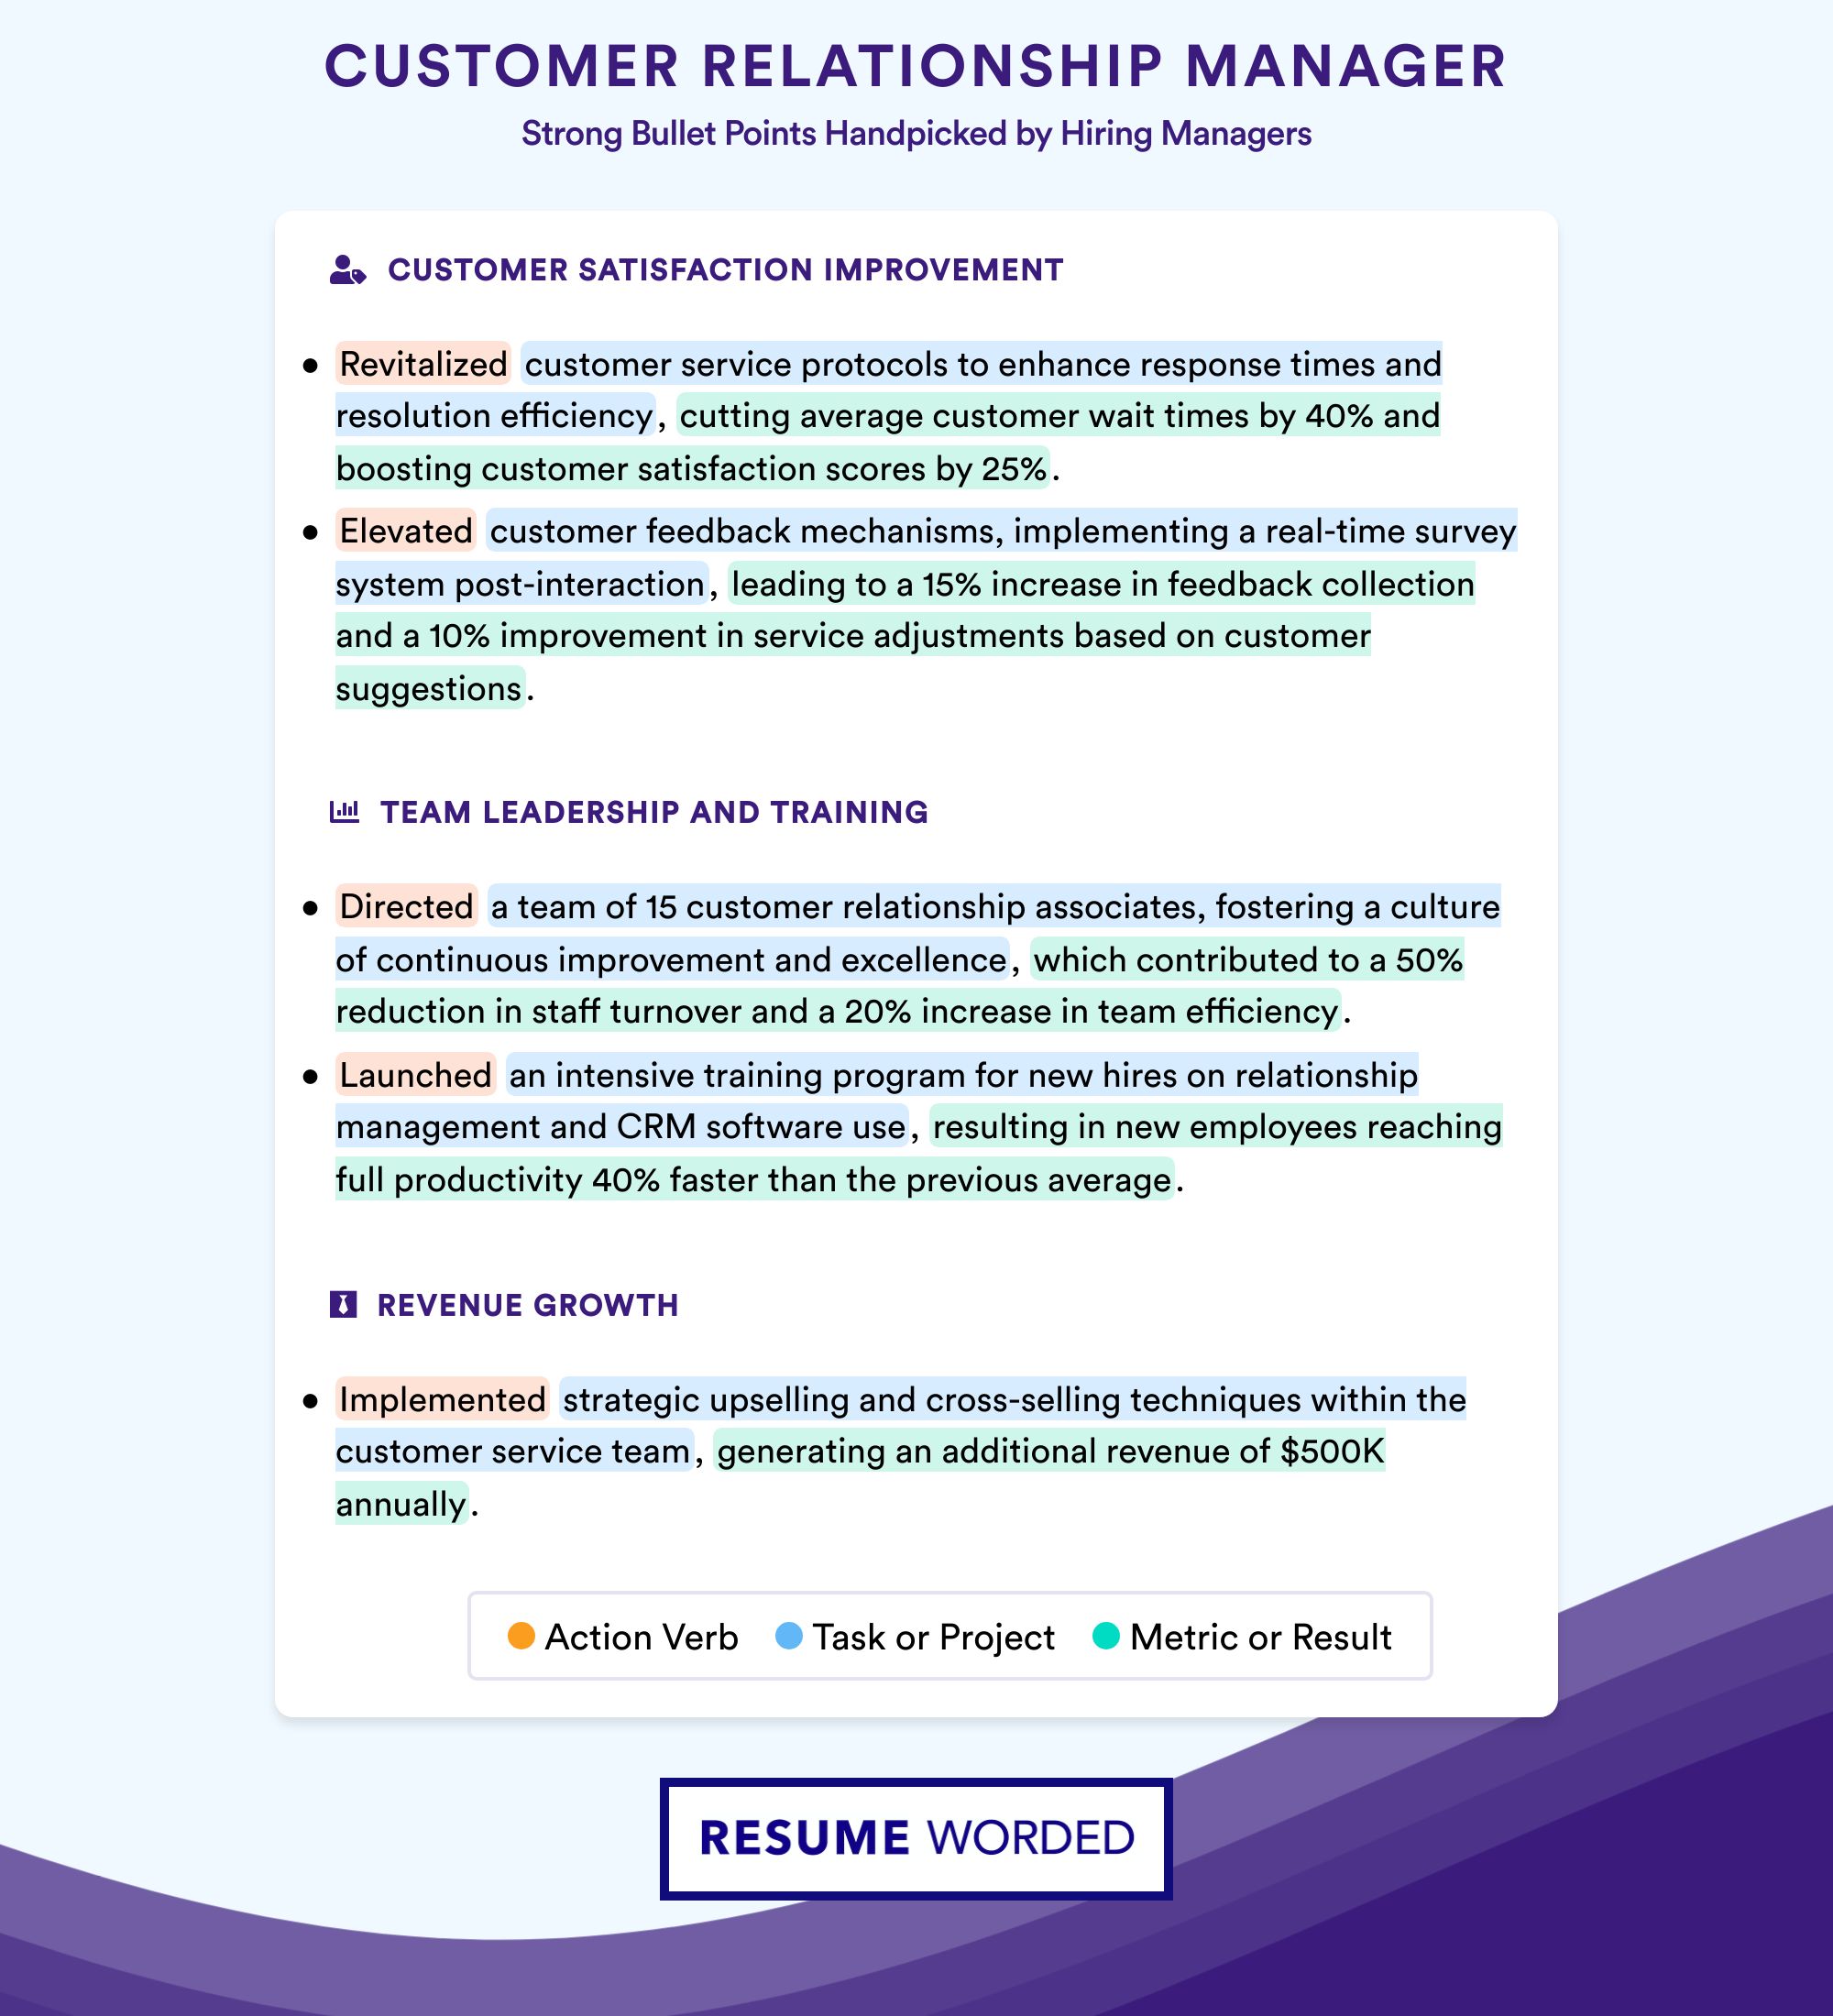 CUSTOMER RELATIONSHIP MANAGER
Strong Bullet Points Handpicked by Hiring Managers
CUSTOMER SATISFACTION IMPROVEMENT
• Revitalized customer service protocols to enhance response times and
resolution efficiency, cutting average customer wait times by 40% and
boosting customer satisfaction scores by 25%.
• Elevated customer feedback mechanisms, implementing a real-time survey
system post-interaction, leading to a 15% increase in feedback collection
and a 10% improvement in service adjustments based on customer
suggestions.
TEAM LEADERSHIP AND TRAINING
• Directed a team of 15 customer relationship associates, fostering a culture
of continuous improvement and excellence, which contributed to a 50%
reduction in staff turnover and a 20% increase in team efficiency.
• Launched an intensive training program for new hires on relationship
management and CRM software use, resulting in new employees reaching
full productivity 40% faster than the previous average.
REVENUE GROWTH
• Implemented strategic upselling and cross-selling techniques within the
customer service team, generating an additional revenue of $500K
annually.
Action Verb Task or Project Metric or Result
RESUME WORDED